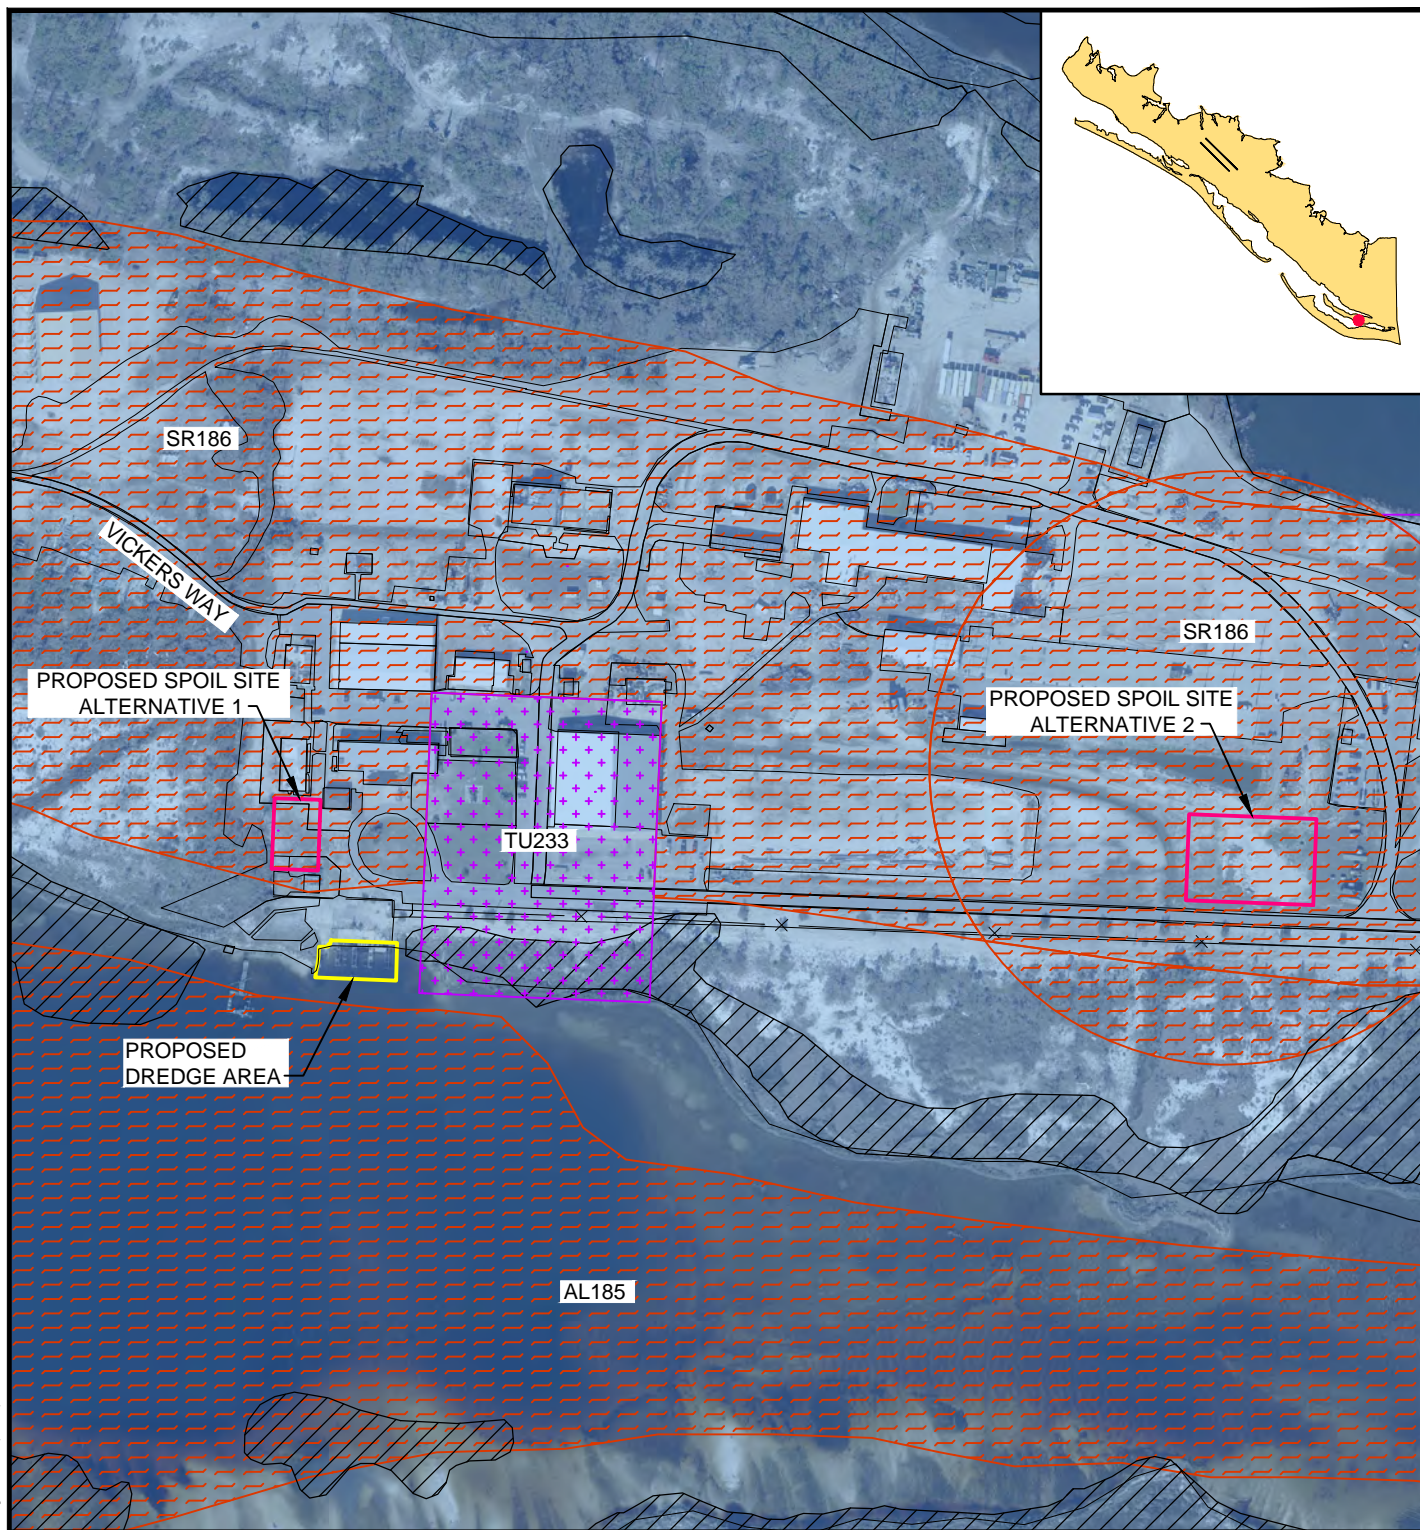 SR186
VICKERS WAY
SR186
PROPOSED SPOIL SITE
ALTERNATIVE 1
PROPOSED SPOIL SITE
ALTERNATIVE 2
TU233
PROPOSED
DREDGE AREA
AL185